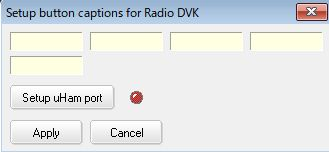 Setup button captions for Radio DVK
Setup uHam port
Apply
Cancel